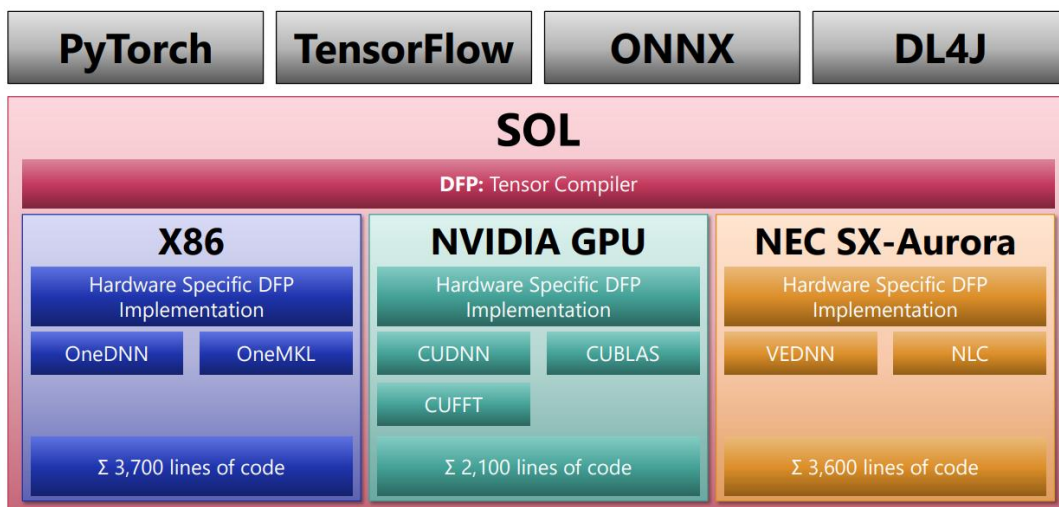 PyTorch
TensorFlow
ONNX
DL4J
SOL
DFP: Tensor Compiler
X86
Hardware Specific DFP
Implementation
OneDNN
OneMKL
Σ 3,700 lines of code
NVIDIA GPU
Hardware Specific DFP
Implementation
CUDNN
CUBLAS
CUFFT
Σ 2,100 lines of code
NEC SX-Aurora
Hardware Specific DFP
Implementation
VEDNN
NLC
Σ 3,600 lines of code